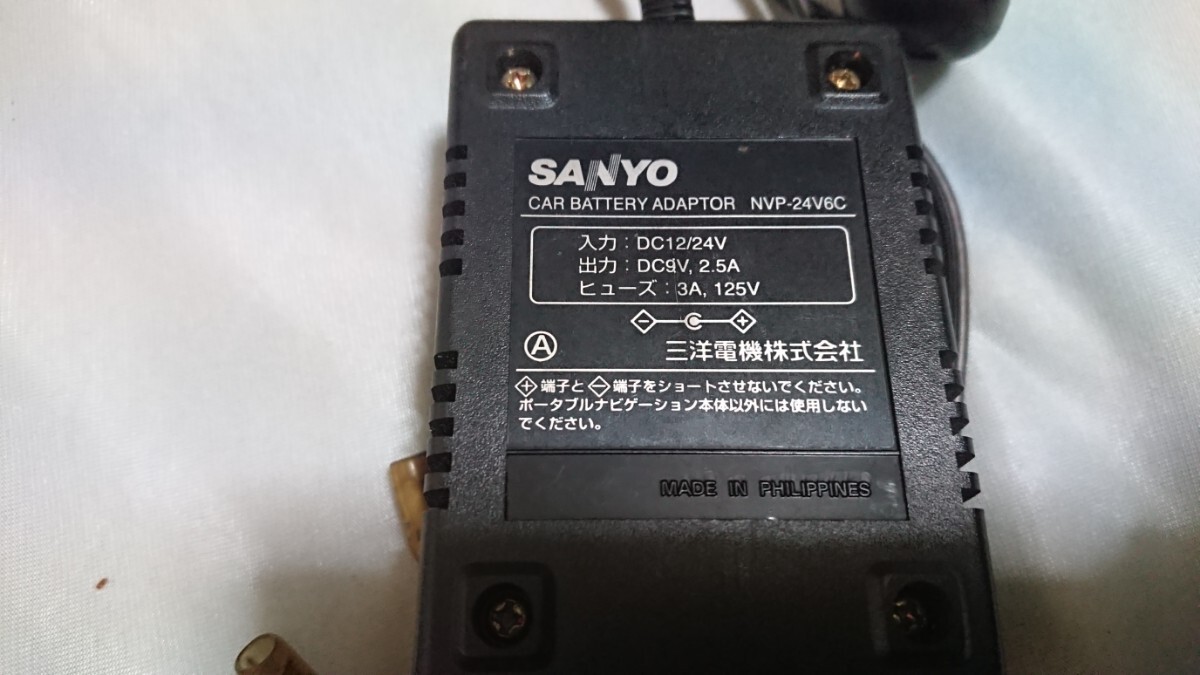 SANYO
CAR BATTERY ADAPTOR NVP-24V6C
入力：DC12/24V
出力：DC9V, 2.5A
ヒューズ：3A, 125V
- +
A 三洋電機株式会社
+端子と-端子をショートさせないでください。
ポータブルナビゲーション本体以外には使用しない
でください。
MADE IN PHILIPPINES